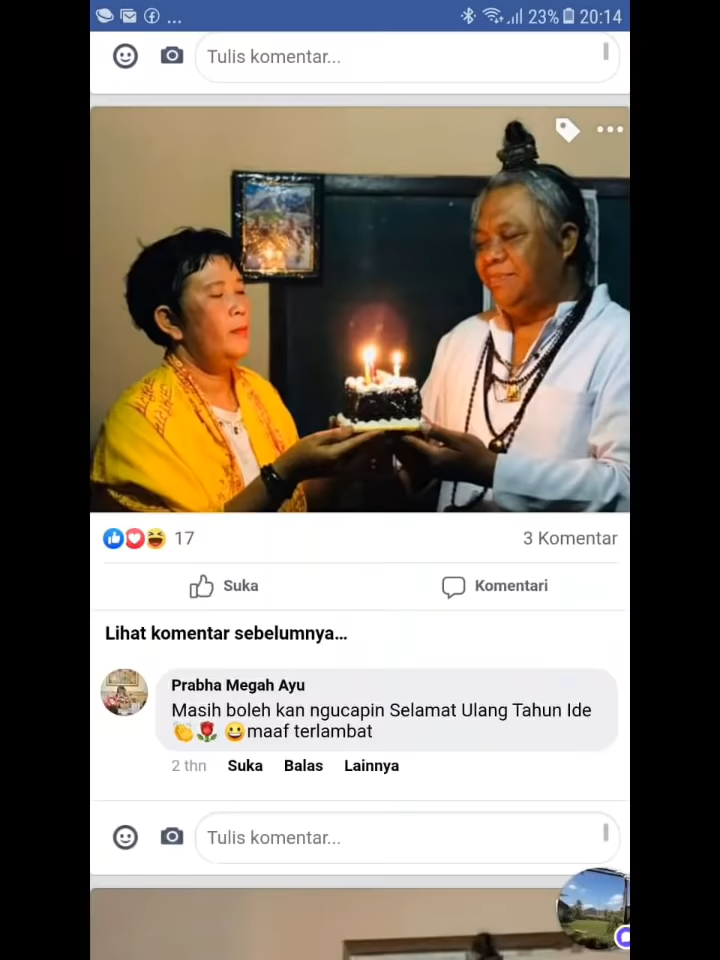 ... 23% 20:14
Tulis komentar...
17 3 Komentar
Suka Komentari
Lihat komentar sebelumnya...
Prabha Megah Ayu
Masih boleh kan ngucapin Selamat Ulang Tahun Ide
👏🌹 😀maaf terlambat
2 thn Suka Balas Lainnya
Tulis komentar...